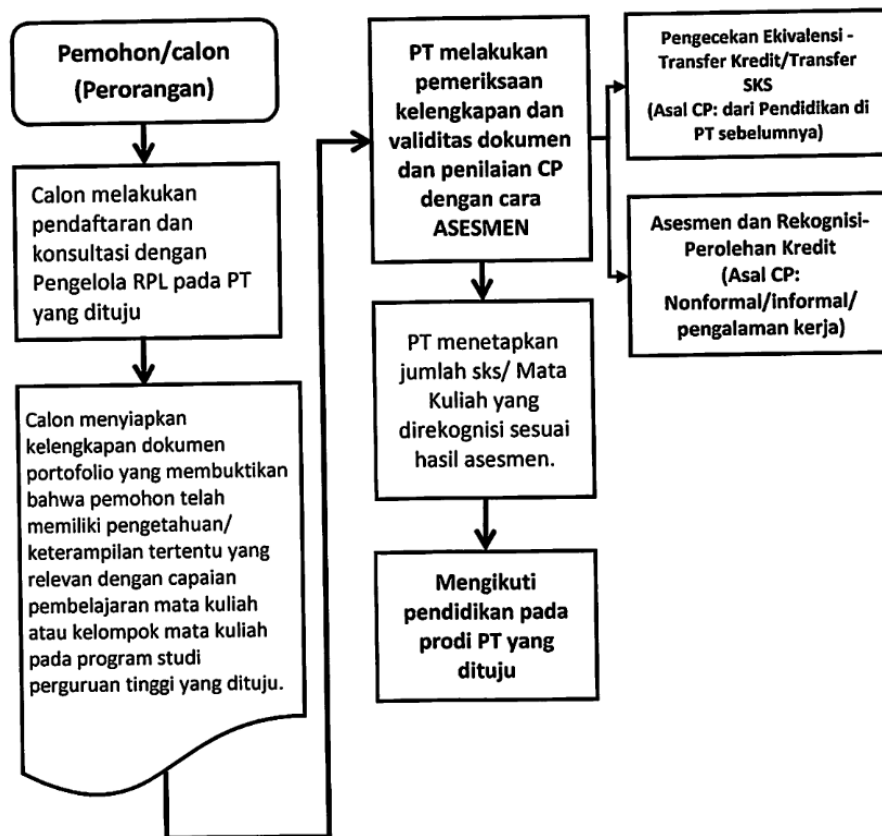 Pemohon/calon
(Perorangan)
Calon melakukan
pendaftaran dan
konsultasi dengan
Pengelola RPL pada PT
yang dituju
Calon menyiapkan
kelengkapan dokumen
portofolio yang membuktikan
bahwa pemohon telah
memiliki pengetahuan/
keterampilan tertentu yang
relevan dengan capaian
pembelajaran mata kuliah
atau kelompok mata kuliah
pada program studi
perguruan tinggi yang dituju.
PT melakukan
pemeriksaan
kelengkapan dan
validitas dokumen
dan penilaian CP
dengan cara
ASESMEN
Pengecekan Ekivalensi -
Transfer Kredit/Transfer
SKS
(Asal CP: dari Pendidikan di
PT sebelumnya)
Asesmen dan Rekognisi-
Perolehan Kredit
(Asal CP:
Nonformal/informal/
pengalaman kerja)
PT menetapkan
jumlah sks/ Mata
Kuliah yang
direkognisi sesuai
hasil asesmen.
Mengikuti
pendidikan pada
prodi PT yang
dituju